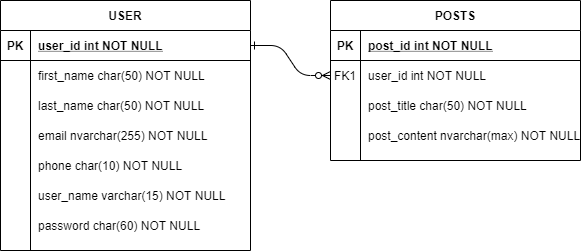 USER
PK user_id int NOT NULL
first_name char(50) NOT NULL
last_name char(50) NOT NULL
email nvarchar(255) NOT NULL
phone char(10) NOT NULL
user_name varchar(15) NOT NULL
password char(60) NOT NULL
POSTS
PK post_id int NOT NULL
FK1 user_id int NOT NULL
post_title char(50) NOT NULL
post_content nvarchar(max) NOT NULL